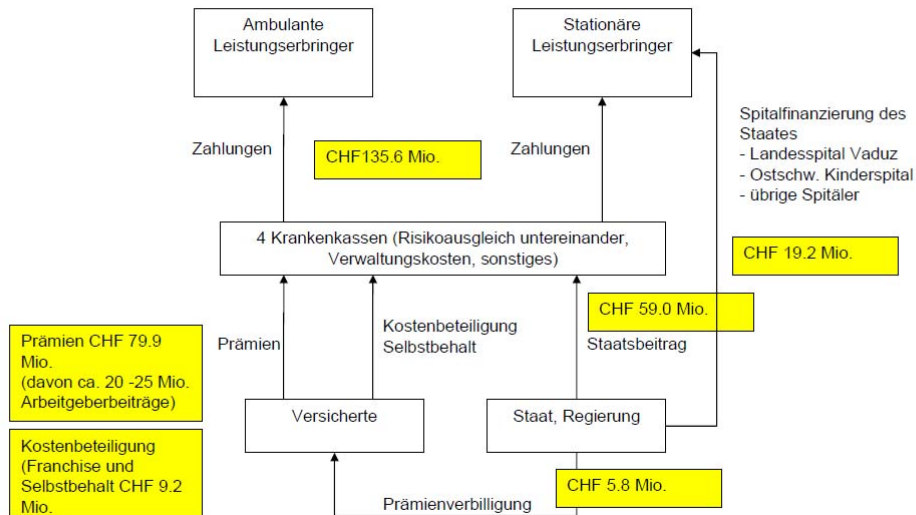 Ambulante
Leistungserbringer
Stationäre
Leistungserbringer
Spitalfinanzierung des
Staates
- Landesspital Vaduz
- Ostschw. Kinderspital
- übrige Spitäler
Zahlungen
CHF135.6 Mio.
Zahlungen
4 Krankenkassen (Risikoausgleich untereinander,
Verwaltungskosten, sonstiges)
CHF 19.2 Mio.
CHF 59.0 Mio.
Prämien CHF 79.9
Mio.
(davon ca. 20 -25 Mio.
Arbeitgeberbeiträge)
Prämien
Kostenbeteiligung
Selbstbehalt
Staatsbeitrag
Versicherte
Staat, Regierung
Kostenbeteiligung
(Franchise und
Selbstbehalt CHF 9.2
Mio.
CHF 5.8 Mio.
Prämienverbilligung